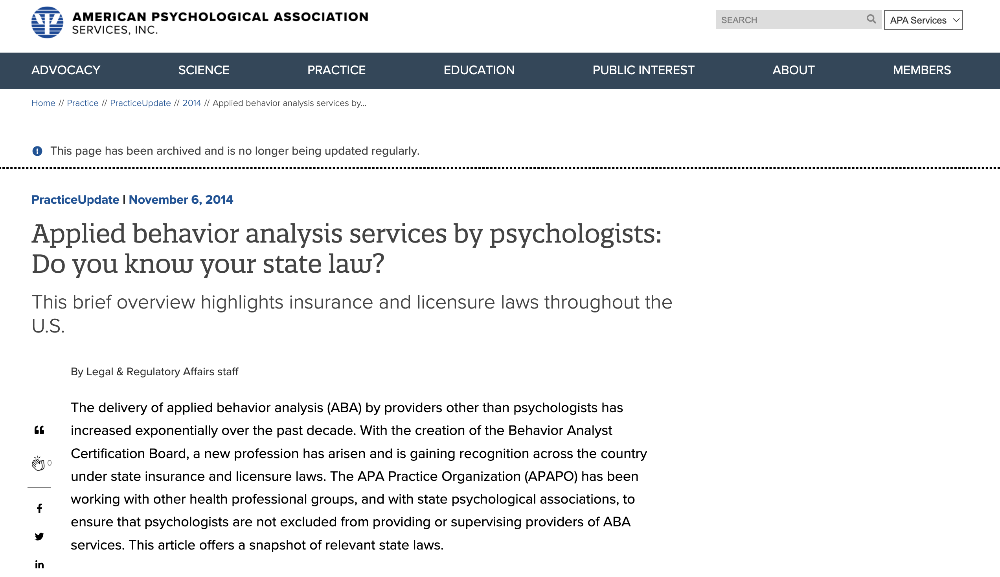 AMERICAN PSYCHOLOGICAL ASSOCIATION
SERVICES, INC.
SEARCH
APA Services
ADVOCACY SCIENCE PRACTICE EDUCATION PUBLIC INTEREST ABOUT MEMBERS
Home // Practice // PracticeUpdate // 2014 // Applied behavior analysis services by...
This page has been archived and is no longer being updated regularly.
PracticeUpdate | November 6, 2014
Applied behavior analysis services by psychologists:
Do you know your state law?
This brief overview highlights insurance and licensure laws throughout the
U.S.
By Legal & Regulatory Affairs staff
The delivery of applied behavior analysis (ABA) by providers other than psychologists has
increased exponentially over the past decade. With the creation of the Behavior Analyst
Certification Board, a new profession has arisen and is gaining recognition across the country
under state insurance and licensure laws. The APA Practice Organization (APAPO) has been
working with other health professional groups, and with state psychological associations, to
ensure that psychologists are not excluded from providing or supervising providers of ABA
services. This article offers a snapshot of relevant state laws.
0